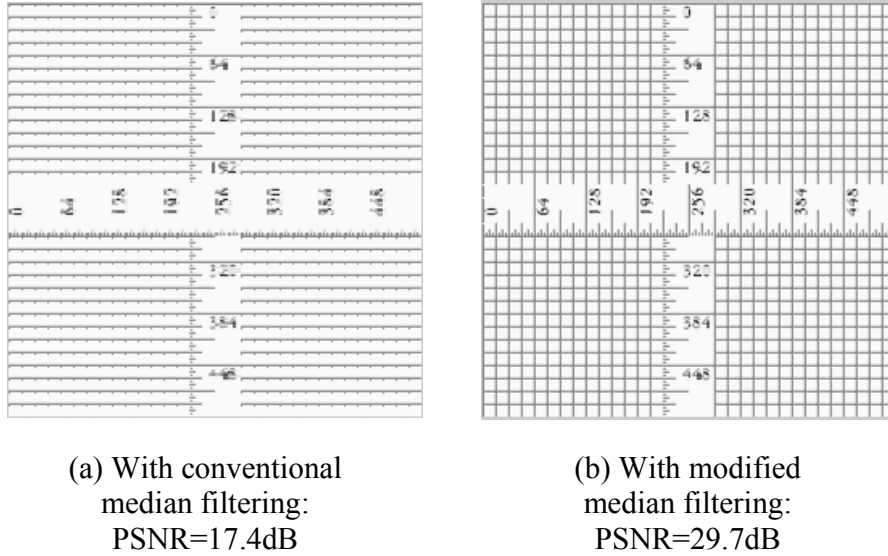 0
64
128
192
0 64 128 192 256 320 384 448
320
384
448
0
64
128
192
0 64 128 192 256 320 384 448
320
384
448
(a) With conventional
median filtering:
PSNR=17.4dB
(b) With modified
median filtering:
PSNR=29.7dB